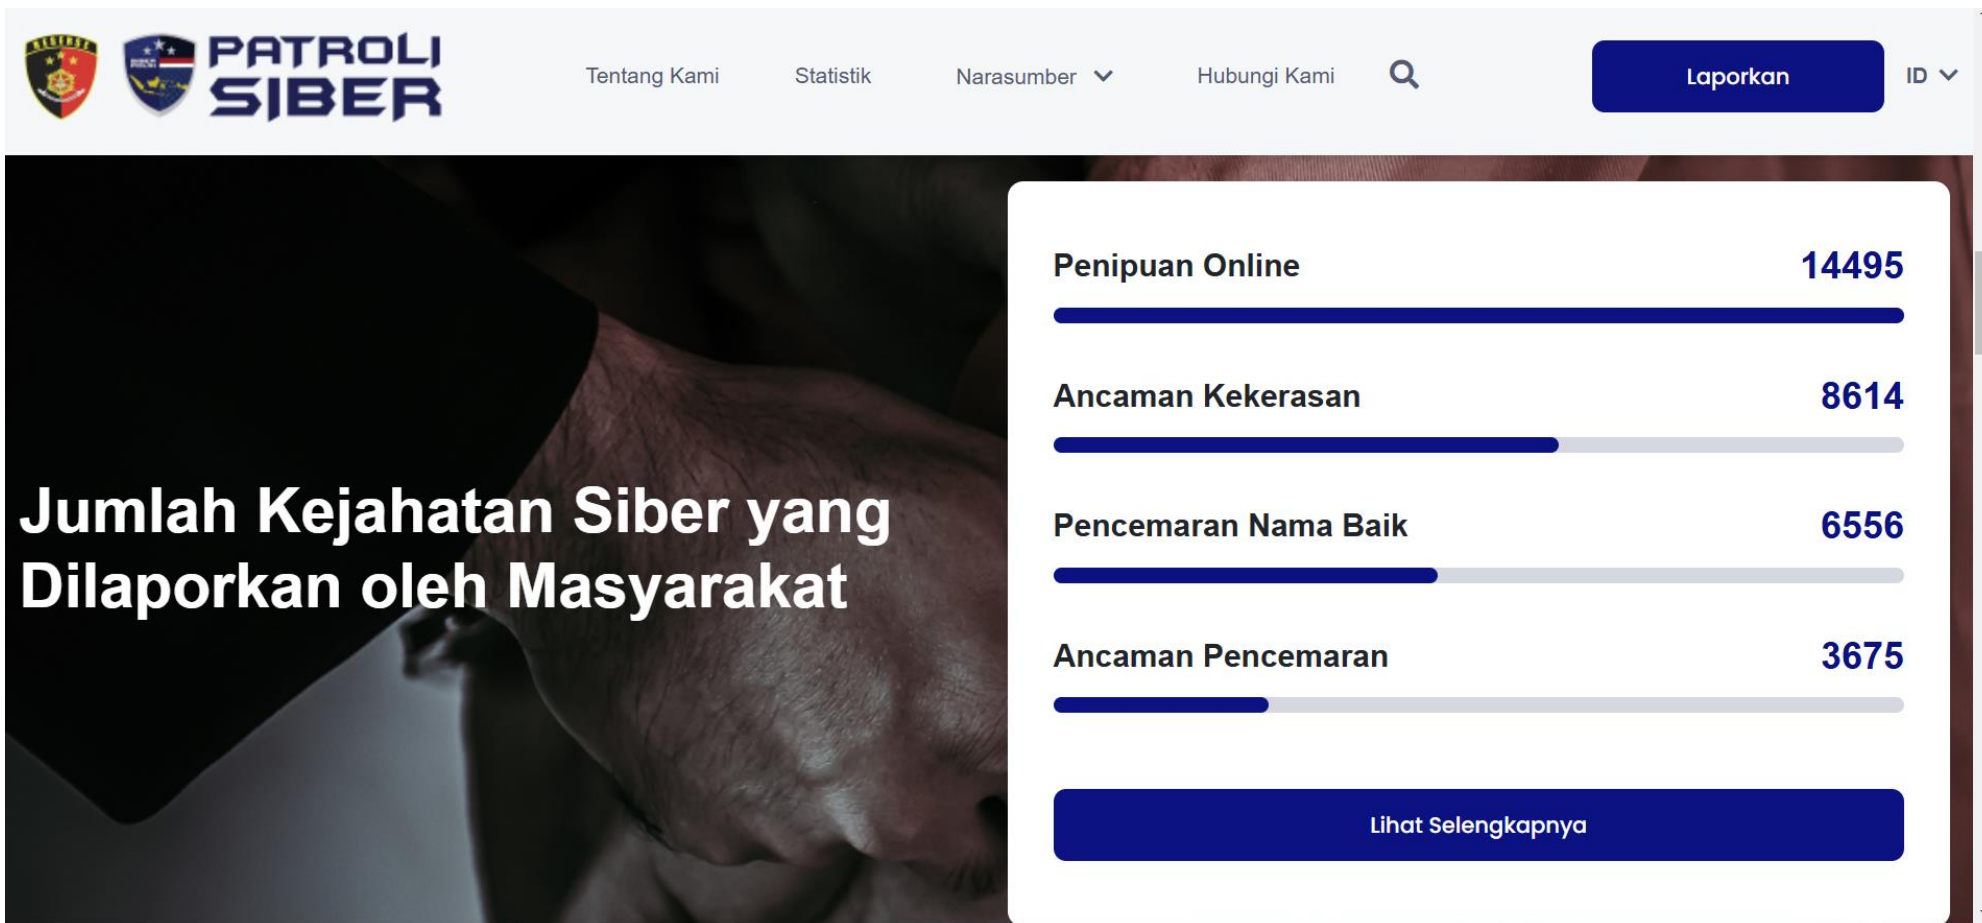 RESERSE
PATROLI
SIBER
Tentang Kami
Statistik
Narasumber
Hubungi Kami
Laporkan
ID
Jumlah Kejahatan Siber yang
Dilaporkan oleh Masyarakat
Penipuan Online 14495
Ancaman Kekerasan 8614
Pencemaran Nama Baik 6556
Ancaman Pencemaran 3675
Lihat Selengkapnya